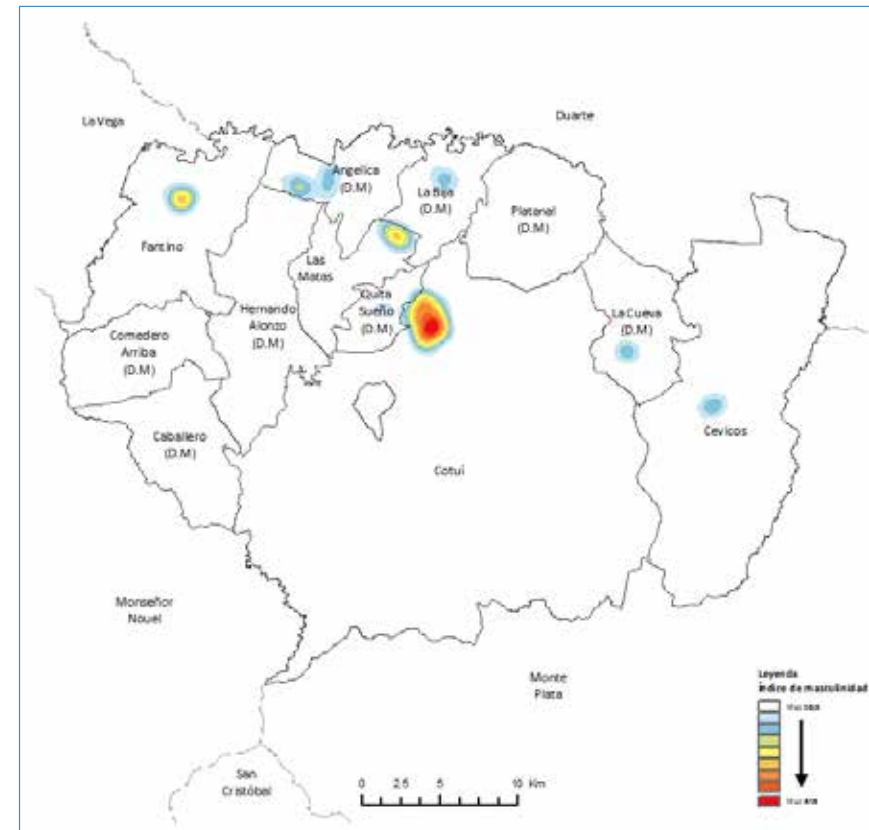 La Vega
Duarte
Angelica
(D.M)
La Bija
(D.M)
Platanal
(D.M)
Fantino
Las
Matas
Quita
Sueño
(D.M)
Hernando
Alonzo
(D.M)
La Cueva
(D.M)
Comedero
Arriba
(D.M)
Caballero
(D.M)
Cevicos
Cotuí
Monseñor
Nouel
Monte
Plata
San
Cristóbal
0 2.5 5 10 Km
Leyenda
Índice de masculinidad